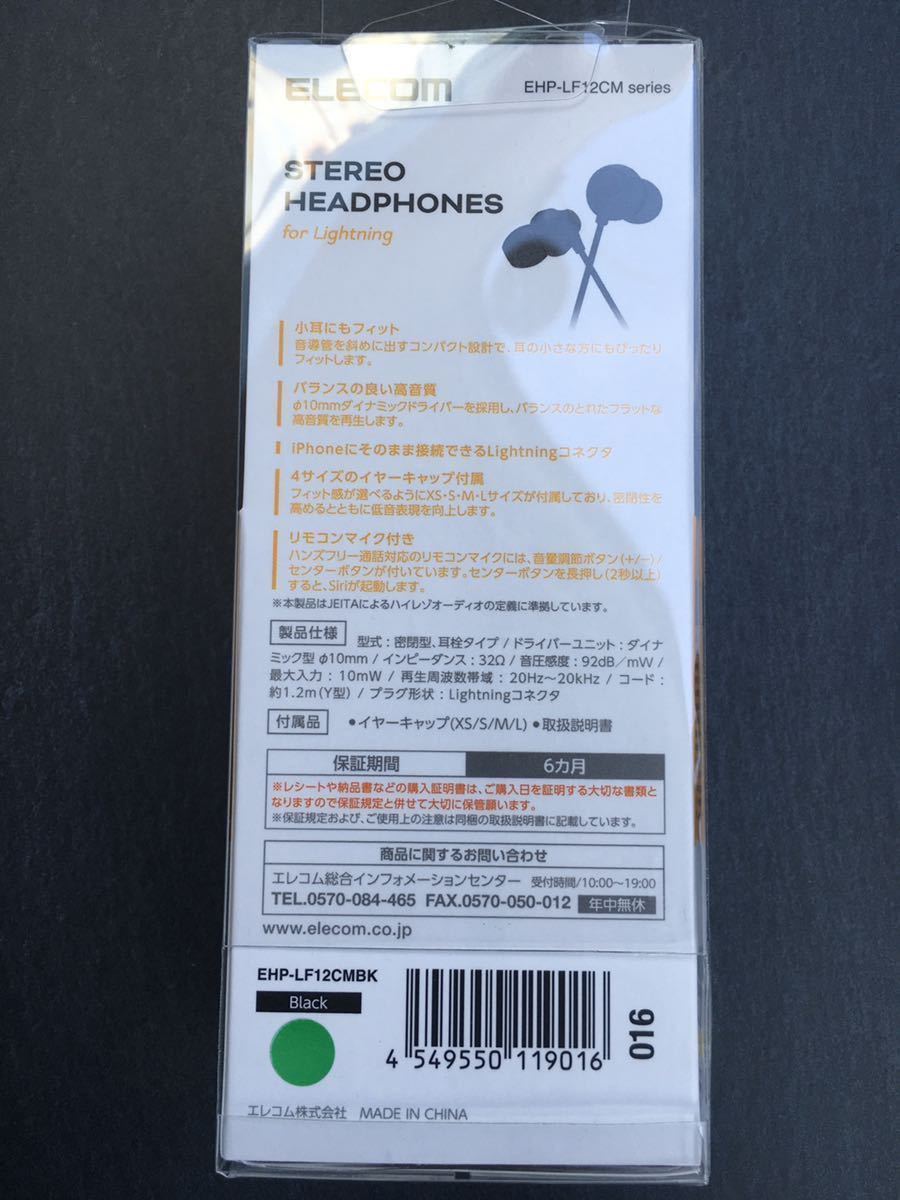 ELECOM
EHP-LF12CM series
STEREO
HEADPHONES
for Lightning
小耳にもフィット
音導管を斜めに出すコンパクト設計で、耳の小さな方にもぴったり
フィットします。
バランスの良い高音質
φ10mmダイナミックドライバーを採用し、バランスのとれたフラットな
高音質を再生します。
iPhoneにそのまま接続できるLightningコネクタ
4サイズのイヤーキャップ付属
フィット感が選べるようにXS・S・M・Lサイズが付属しており、密閉性を
高めるとともに低音表現を向上します。
リモコンマイク付き
ハンズフリー通話対応のリモコンマイクには、音量調節ボタン(+/−)/
センターボタンが付いています。センターボタンを長押し(2秒以上)
すると、Siriが起動します。
※本製品はJEITAによるハイレゾオーディオの定義に準拠しています。
製品仕様 型式:密閉型、耳栓タイプ / ドライバーユニット:ダイナ
ミック型 φ10mm / インピーダンス:32Ω / 音圧感度:92dB/mW /
最大入力:10mW / 再生周波数帯域:20Hz〜20kHz / コード:
約1.2m(Y型) / プラグ形状:Lightningコネクタ
付属品 ●イヤーキャップ(XS/S/M/L) ●取扱説明書
保証期間 6カ月
※レシートや納品書などの購入証明書は、ご購入日を証明する大切な書類と
なりますので保証規定と併せて大切に保管願います。
※保証規定および、ご使用上の注意は同梱の取扱説明書に記載しています。
商品に関するお問い合わせ
エレコム総合インフォメーションセンター 受付時間/10:00〜19:00
TEL.0570-084-465 FAX.0570-050-012 年中無休
www.elecom.co.jp
EHP-LF12CMBK
Black
4 549550 119016
016
エレコム株式会社 MADE IN CHINA